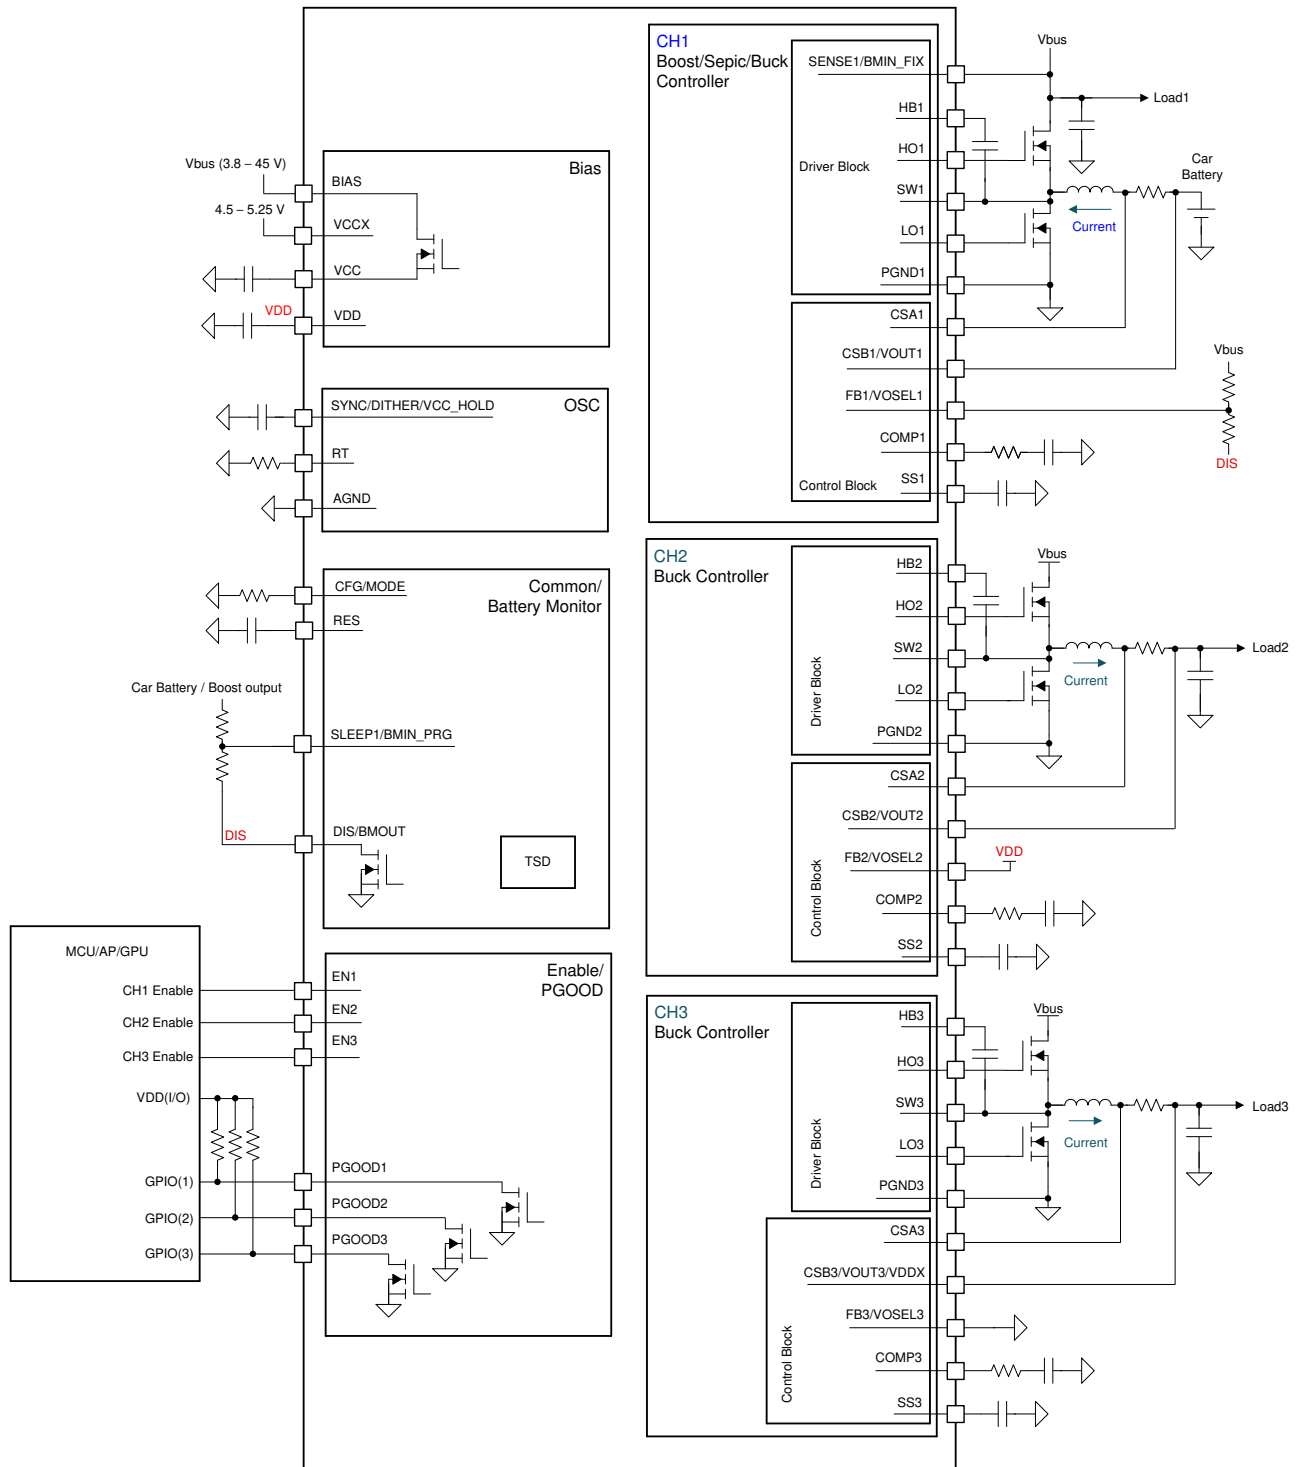 Vbus (3.8 – 45 V)
BIAS
Bias
4.5 – 5.25 V
VCCX
VCC
VDD
VDD
SYNC/DITHER/VCC_HOLD
OSC
RT
AGND
CFG/MODE
Common/
Battery Monitor
RES
Car Battery / Boost output
SLEEP1/BMIN_PRG
DIS
DIS/BMOUT
TSD
MCU/AP/GPU
Enable/
PGOOD
CH1 Enable
EN1
CH2 Enable
EN2
CH3 Enable
EN3
VDD(I/O)
GPIO(1)
PGOOD1
GPIO(2)
PGOOD2
GPIO(3)
PGOOD3
CH1
Boost/Sepic/Buck
Controller
SENSE1/BMIN_FIX
Vbus
Load1
HB1
HO1
Driver Block
SW1
Car
Battery
Current
LO1
PGND1
CSA1
CSB1/VOUT1
Vbus
FB1/VOSEL1
COMP1
DIS
Control Block
SS1
CH2
Buck Controller
Vbus
HB2
HO2
SW2
Load2
Current
Driver Block
LO2
PGND2
CSA2
CSB2/VOUT2
VDD
FB2/VOSEL2
Control Block
COMP2
SS2
CH3
Buck Controller
Vbus
HB3
HO3
SW3
Load3
Current
Driver Block
LO3
PGND3
CSA3
CSB3/VOUT3/VDDX
FB3/VOSEL3
Control Block
COMP3
SS3